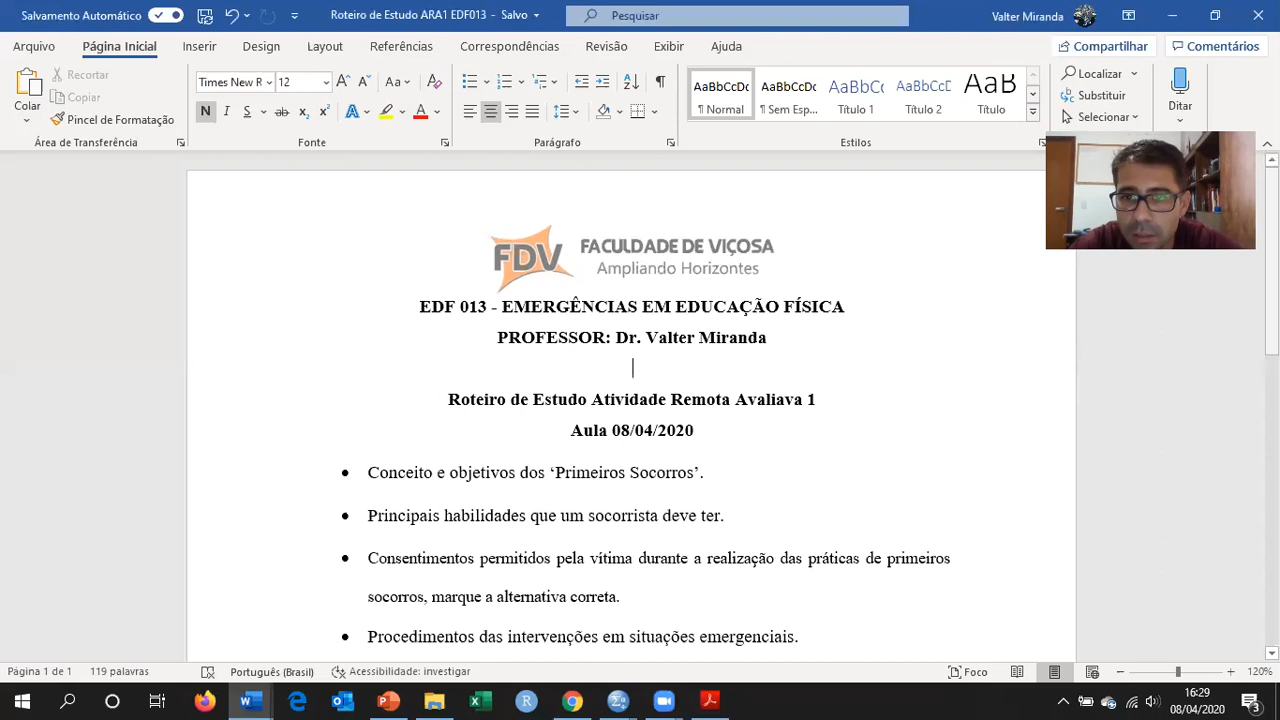 Salvamento Automático
Roteiro de Estudo ARA1 EDF013 - Salvo
Pesquisar
Valter Miranda
Arquivo Página Inicial Inserir Design Layout Referências Correspondências Revisão Exibir Ajuda
Compartilhar Comentários
Colar
Recortar
Copiar
Pincel de Formatação
Área de Transferência
Times New R 12
N I S ab x x
Fonte
Parágrafo
AaBbCcDc AaBbCcDc AaBbCc AaBbCcD AaB
¶ Normal ¶ Sem Esp... Título 1 Título 2 Título
Estilos
Localizar
Substituir
Selecionar
Ditar
FDV FACULDADE DE VIÇOSA
Ampliando Horizontes
EDF 013 - EMERGÊNCIAS EM EDUCAÇÃO FÍSICA
PROFESSOR: Dr. Valter Miranda
Roteiro de Estudo Atividade Remota Avaliava 1
Aula 08/04/2020
• Conceito e objetivos dos ‘Primeiros Socorros’.
• Principais habilidades que um socorrista deve ter.
• Consentimentos permitidos pela vítima durante a realização das práticas de primeiros
socorros, marque a alternativa correta.
• Procedimentos das intervenções em situações emergenciais.
Página 1 de 1 119 palavras Português (Brasil) Acessibilidade: investigar Foco 120%
16:29
08/04/2020